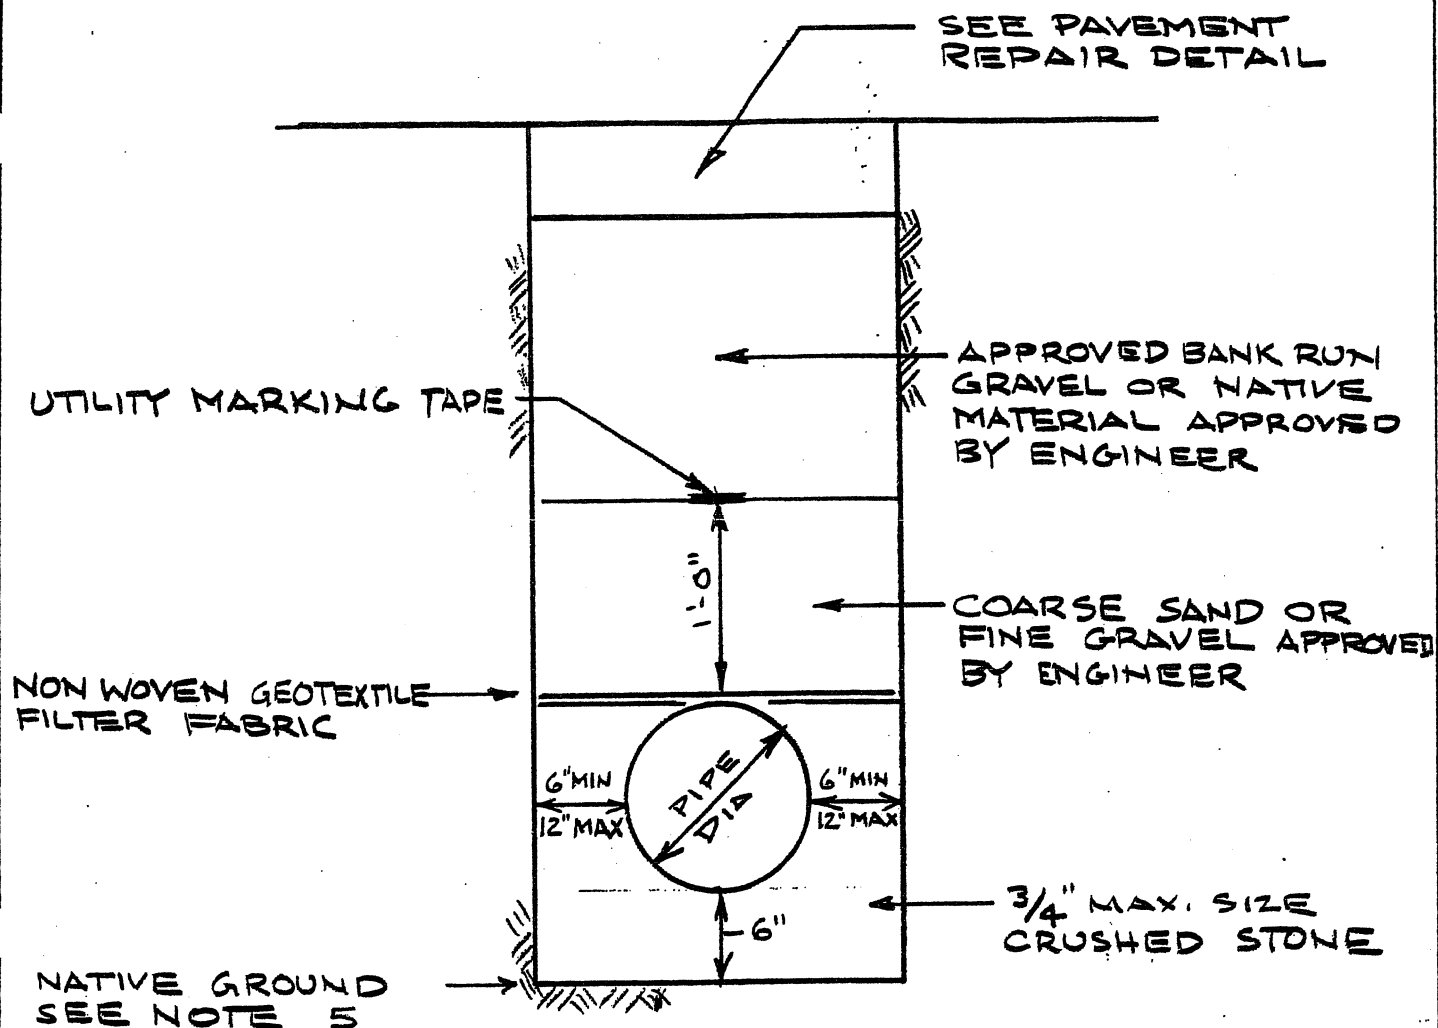 SEE PAVEMENT
REPAIR DETAIL
APPROVED BANK RUN
GRAVEL OR NATIVE
MATERIAL APPROVED
BY ENGINEER
UTILITY MARKING TAPE
1'-0"
COARSE SAND OR
FINE GRAVEL APPROVED
BY ENGINEER
NON WOVEN GEOTEXTILE
FILTER FABRIC
6" MIN
12" MAX
PIPE
DIA
6" MIN
12" MAX
3/4" MAX. SIZE
CRUSHED STONE
6"
NATIVE GROUND
SEE NOTE 5